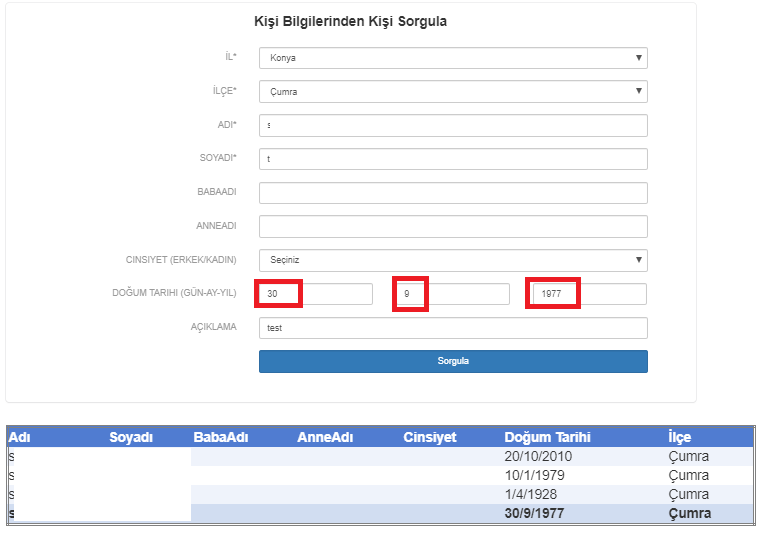 Kişi Bilgilerinden Kişi Sorgula
İL* Konya
İLÇE* Çumra
ADI* s
SOYADI* t
BABAADI
ANNEADI
CINSIYET (ERKEK/KADIN) Seçiniz
DOĞUM TARIHI (GÜN-AY-YIL) 30 9 1977
AÇIKLAMA test
Sorgula
Adı Soyadı BabaAdı AnneAdı Cinsiyet Doğum Tarihi İlçe
s 20/10/2010 Çumra
s 10/1/1979 Çumra
s 1/4/1928 Çumra
s 30/9/1977 Çumra